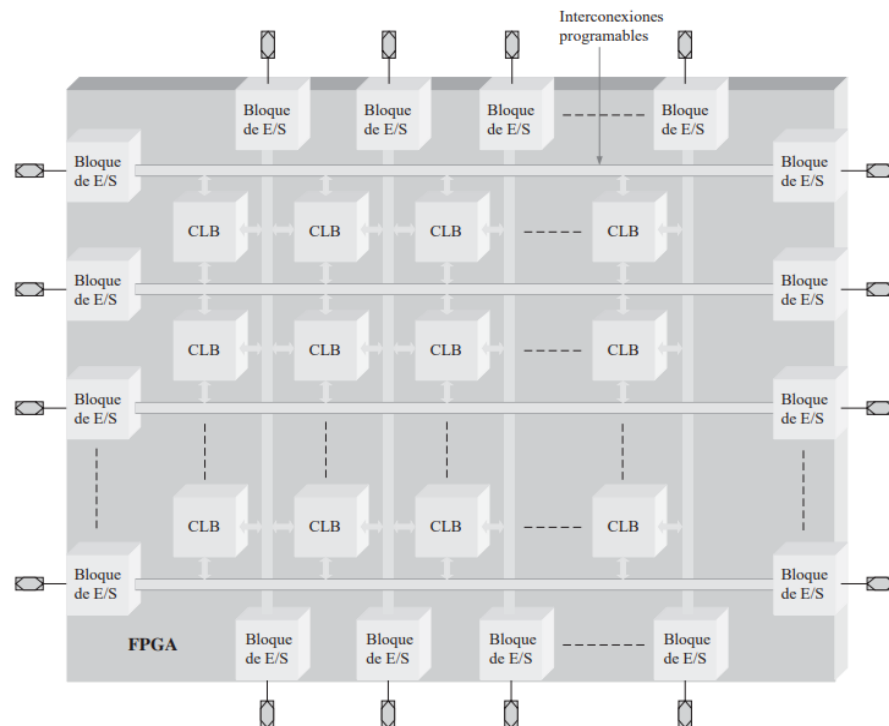 Interconexiones
programables
Bloque
de E/S
Bloque
de E/S
Bloque
de E/S
Bloque
de E/S
Bloque
de E/S
Bloque
de E/S
CLB
CLB
CLB
CLB
Bloque
de E/S
Bloque
de E/S
CLB
CLB
CLB
CLB
Bloque
de E/S
Bloque
de E/S
CLB
CLB
CLB
CLB
Bloque
de E/S
Bloque
de E/S
FPGA
Bloque
de E/S
Bloque
de E/S
Bloque
de E/S
Bloque
de E/S